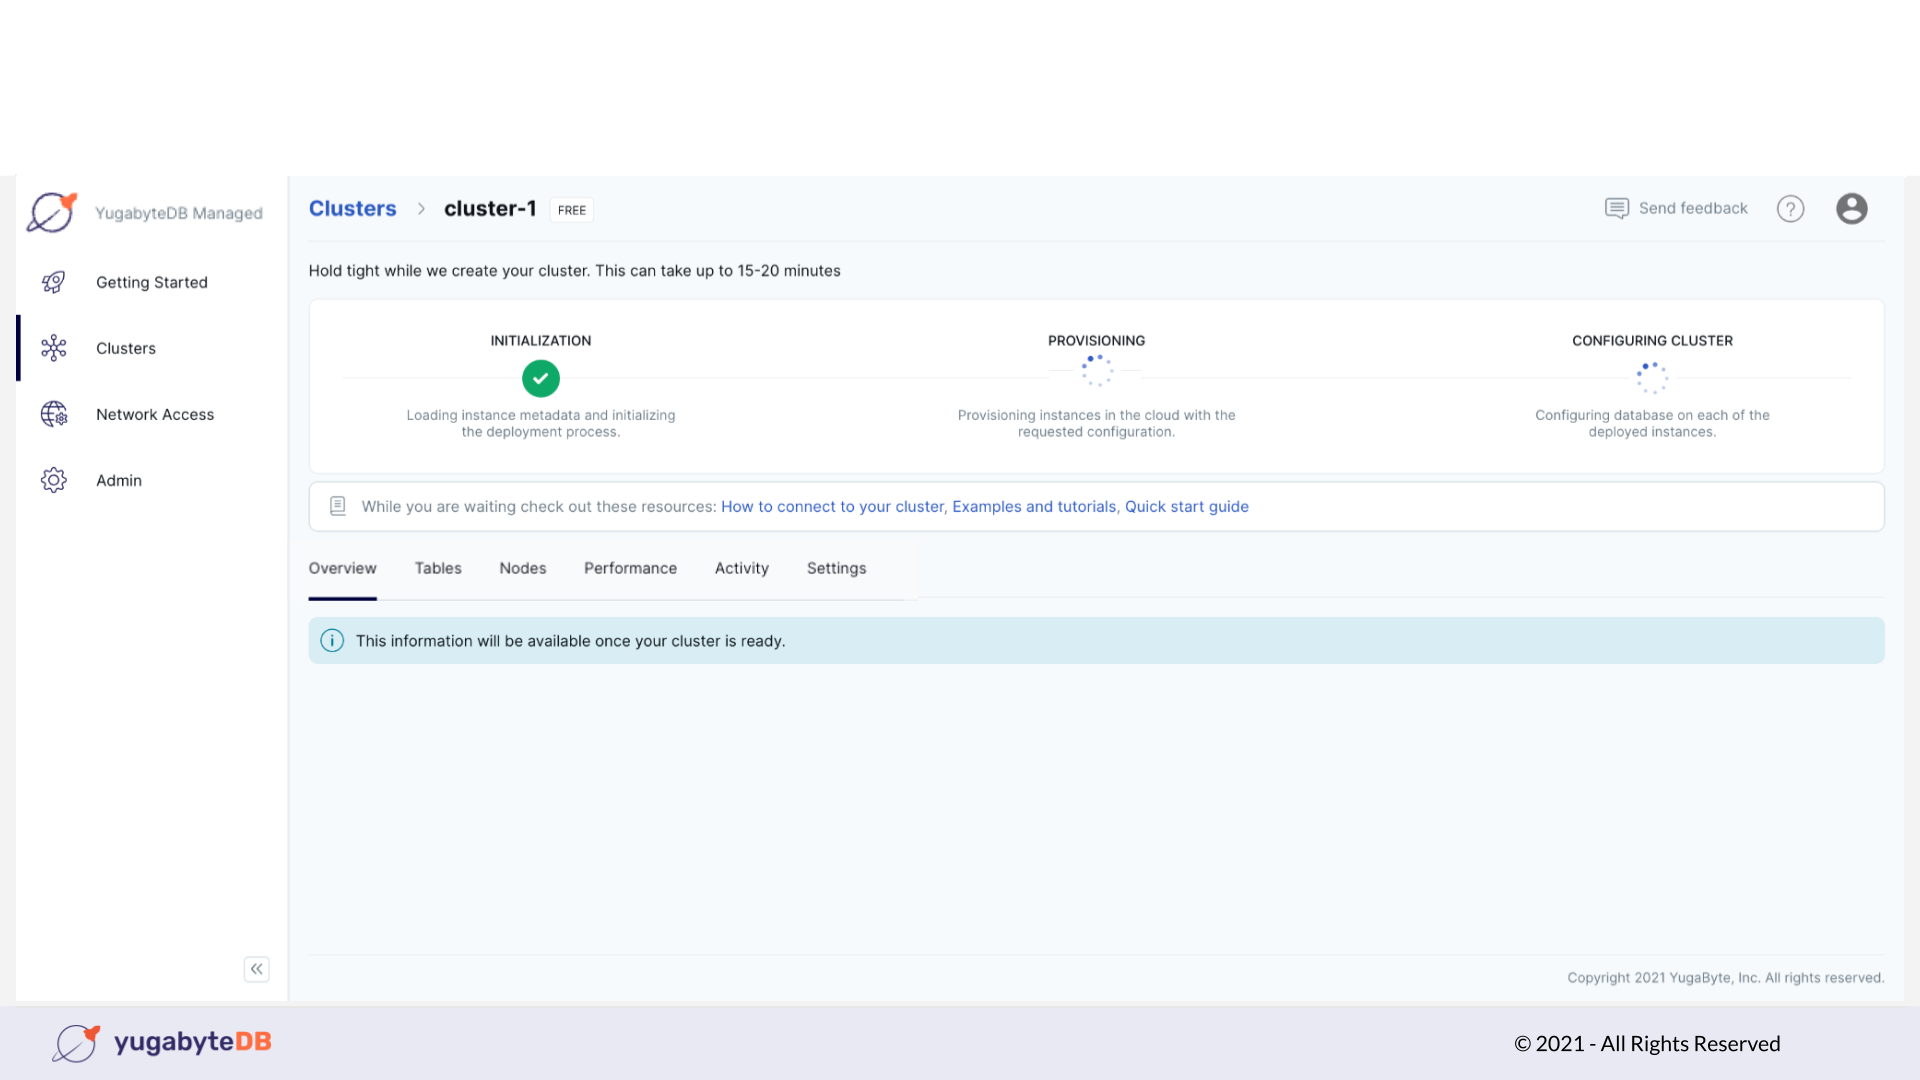 YugabyteDB Managed
Clusters > cluster-1 FREE
Send feedback ?
Getting Started
Clusters
Network Access
Admin
Hold tight while we create your cluster. This can take up to 15-20 minutes
INITIALIZATION
Loading instance metadata and initializing
the deployment process.
PROVISIONING
Provisioning instances in the cloud with the
requested configuration.
CONFIGURING CLUSTER
Configuring database on each of the
deployed instances.
While you are waiting check out these resources: How to connect to your cluster, Examples and tutorials, Quick start guide
Overview Tables Nodes Performance Activity Settings
This information will be available once your cluster is ready.
Copyright 2021 YugaByte, Inc. All rights reserved.
yugabyteDB
© 2021 - All Rights Reserved